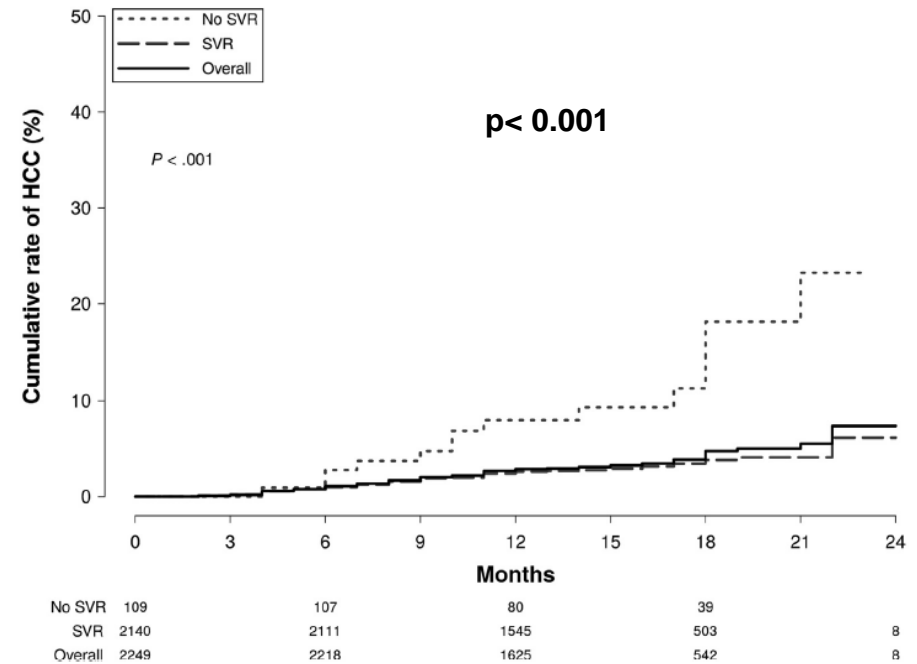 50
No SVR
SVR
Overall
40
p< 0.001
P < .001
30
20
10
0
Cumulative rate of HCC (%)
0 3 6 9 12 15 18 21 24
Months
No SVR 109 107 80 39
SVR 2140 2111 1545 503 8
Overall 2249 2218 1625 542 8